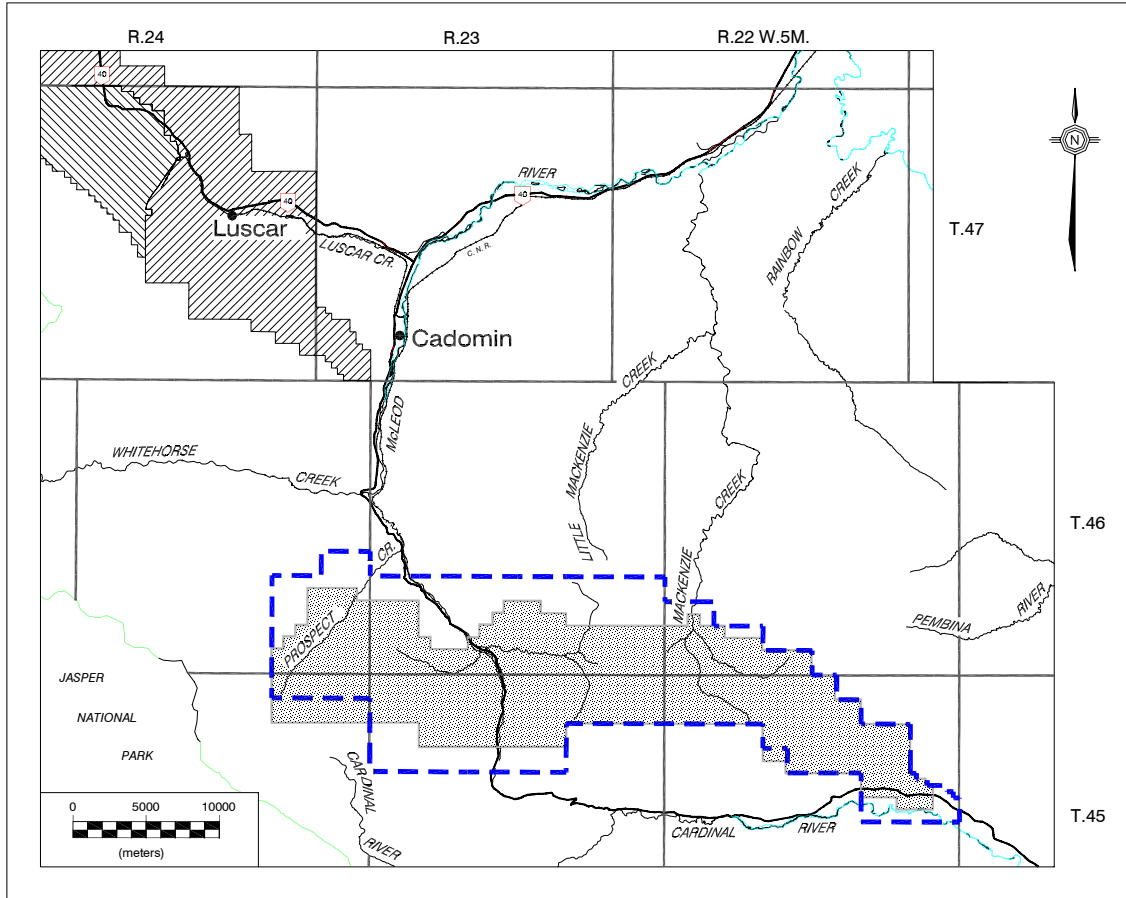 R.24 R.23 R.22 W.5M.
40
N
RIVER
40
CREEK
40
Luscar
T.47
LUSCAR CR.
C.N.R.
RAINBOW
Cadomin
CREEK
McLEOD
WHITEHORSE
MACKENZIE
CREEK
CREEK
T.46
CR.
LITTLE
MACKENZIE
RIVER
PROSPECT
PEMBINA
JASPER
NATIONAL
PARK
CARDINAL
0 5000 10000
(meters)
T.45
CARDINAL RIVER
RIVER